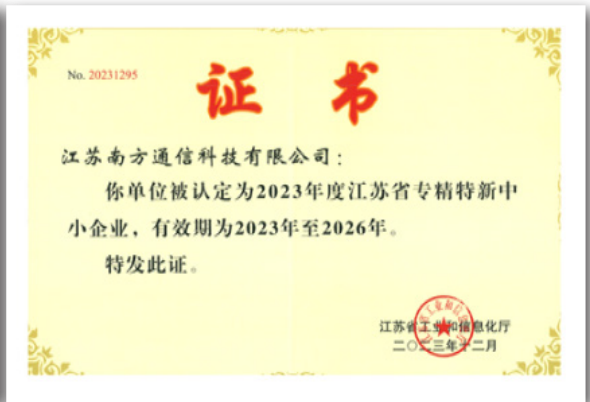 No. 20231295
证 书
江苏南方通信科技有限公司：
你单位被认定为2023年度江苏省专精特新中
小企业，有效期为2023年至2026年。
特发此证。
江苏省工业和信息化厅
二〇二三年十二月